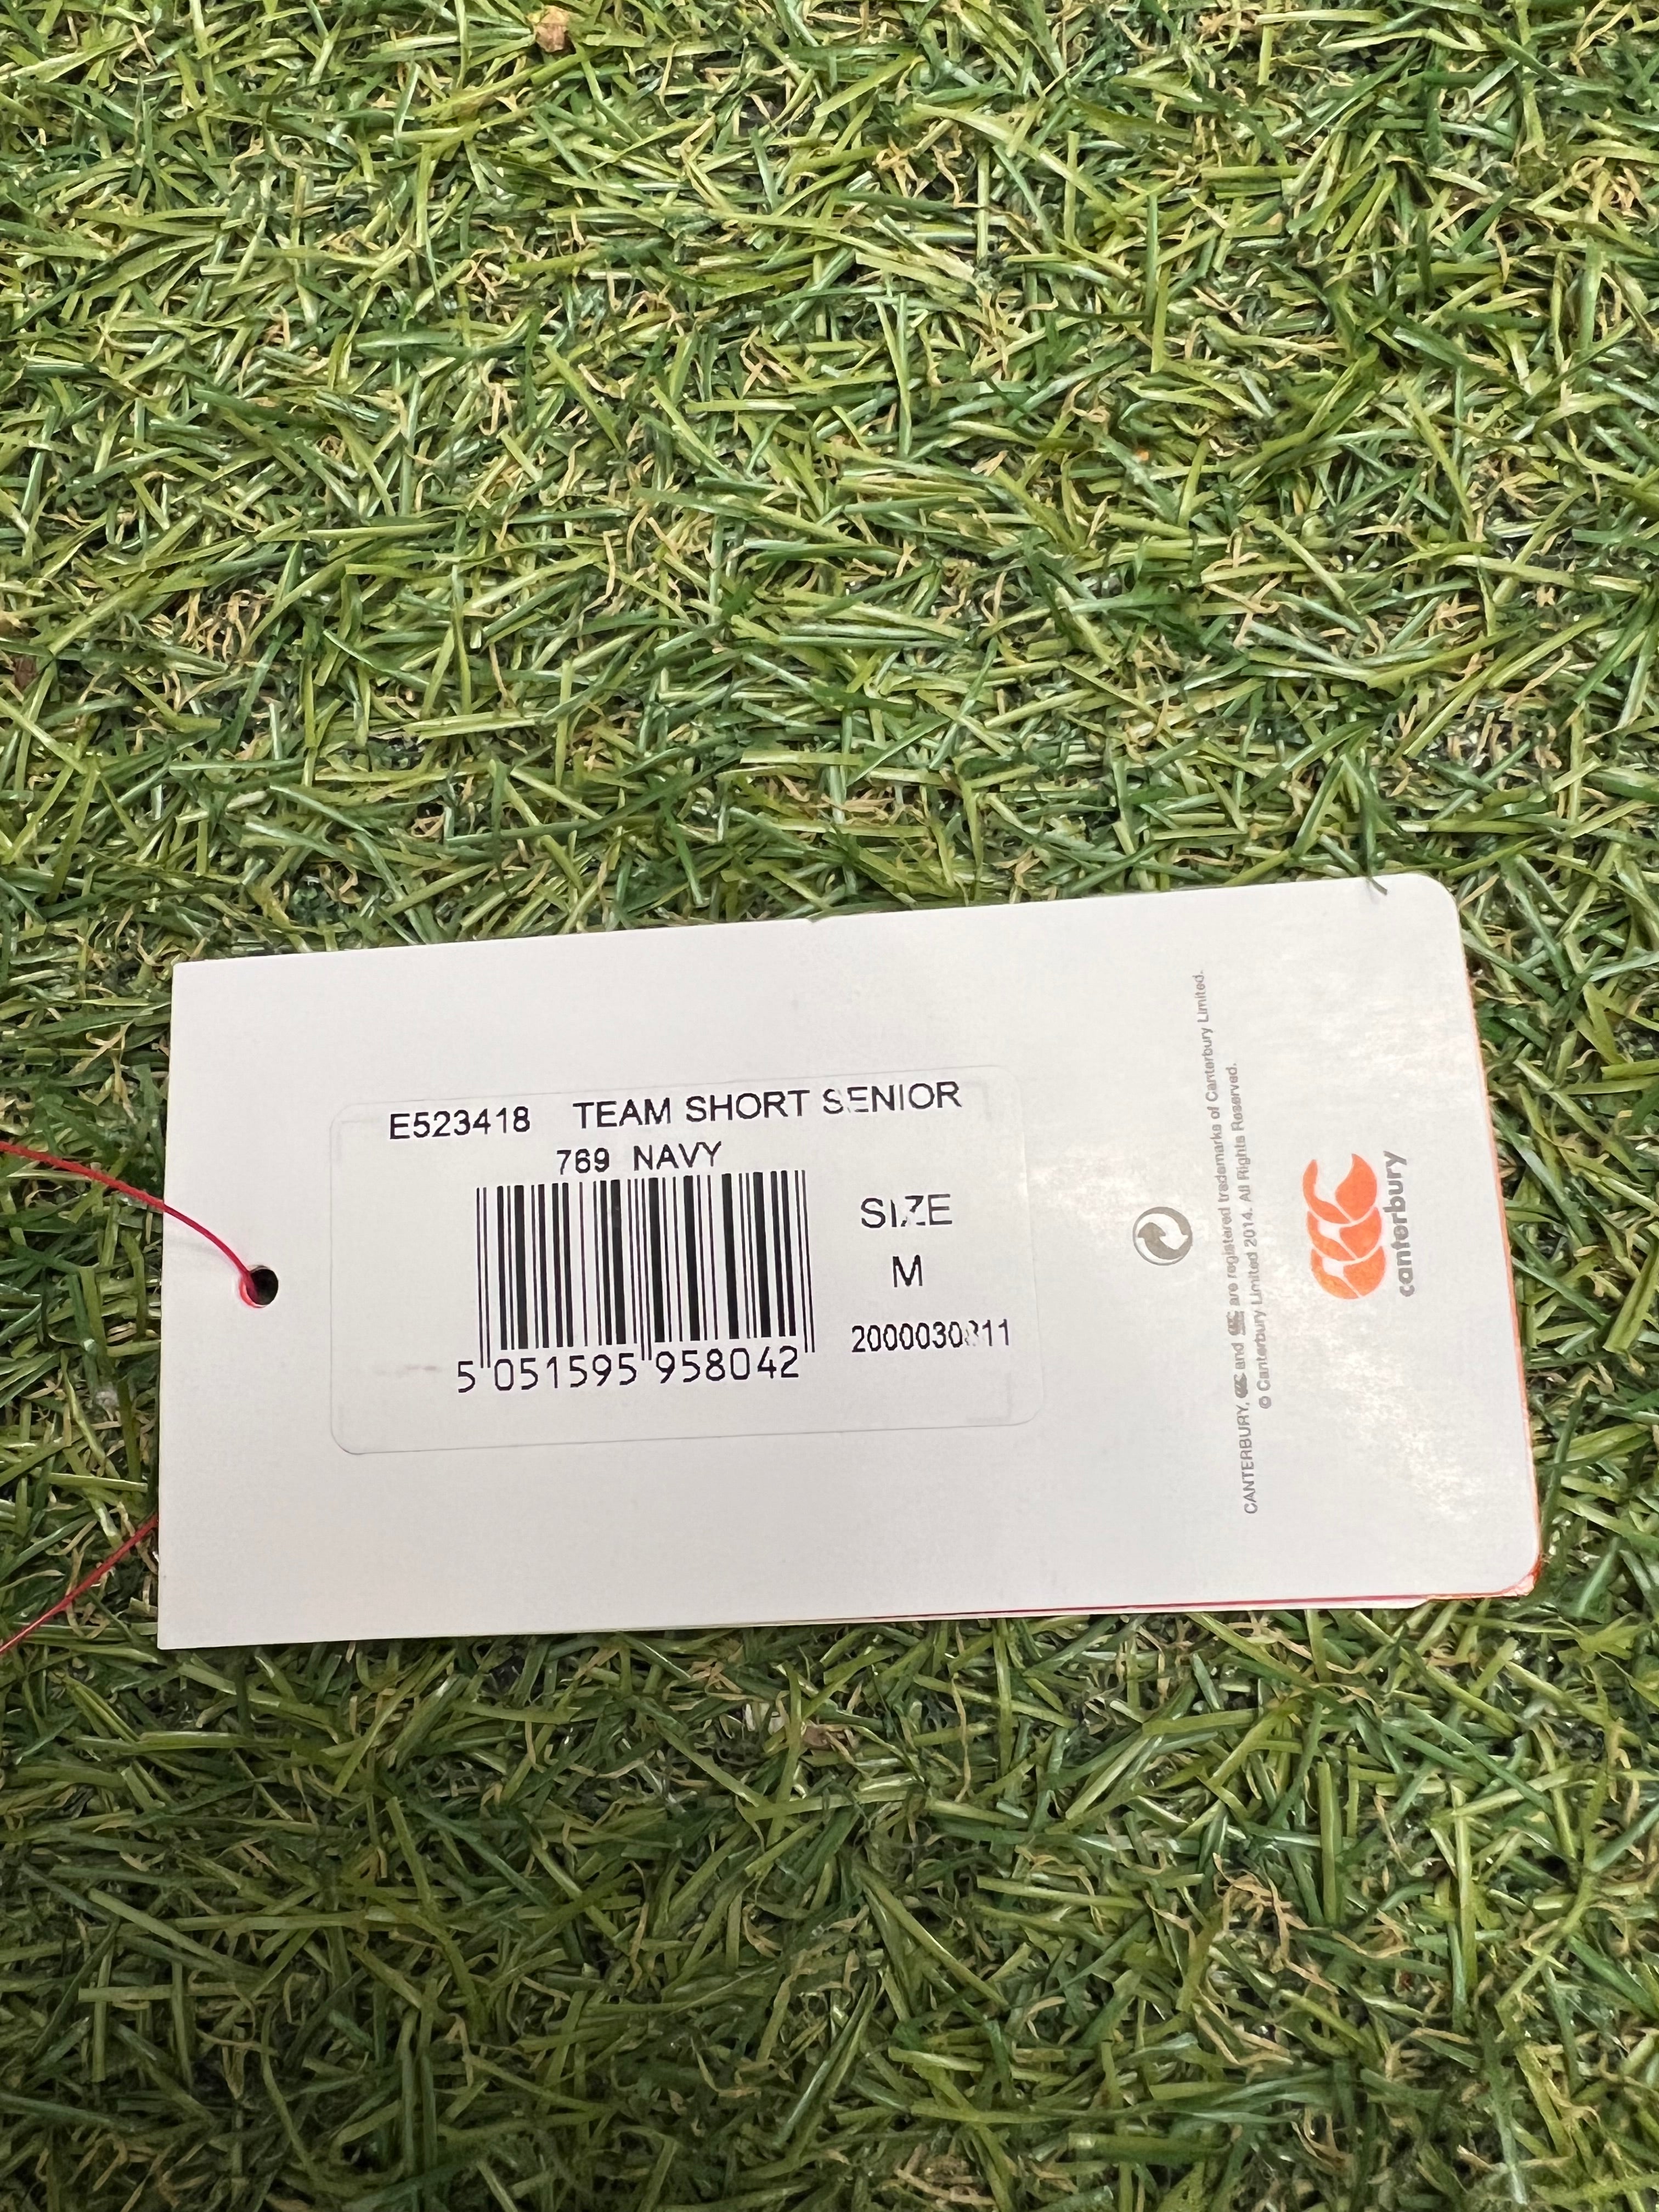 E523418 TEAM SHORT SENIOR
769 NAVY
SIZE
M
5 051595 958042
CANTERBURY, and are registered trademarks of Canterbury Limited.
© Canterbury Limited 2014. All Rights Reserved.
canterbury